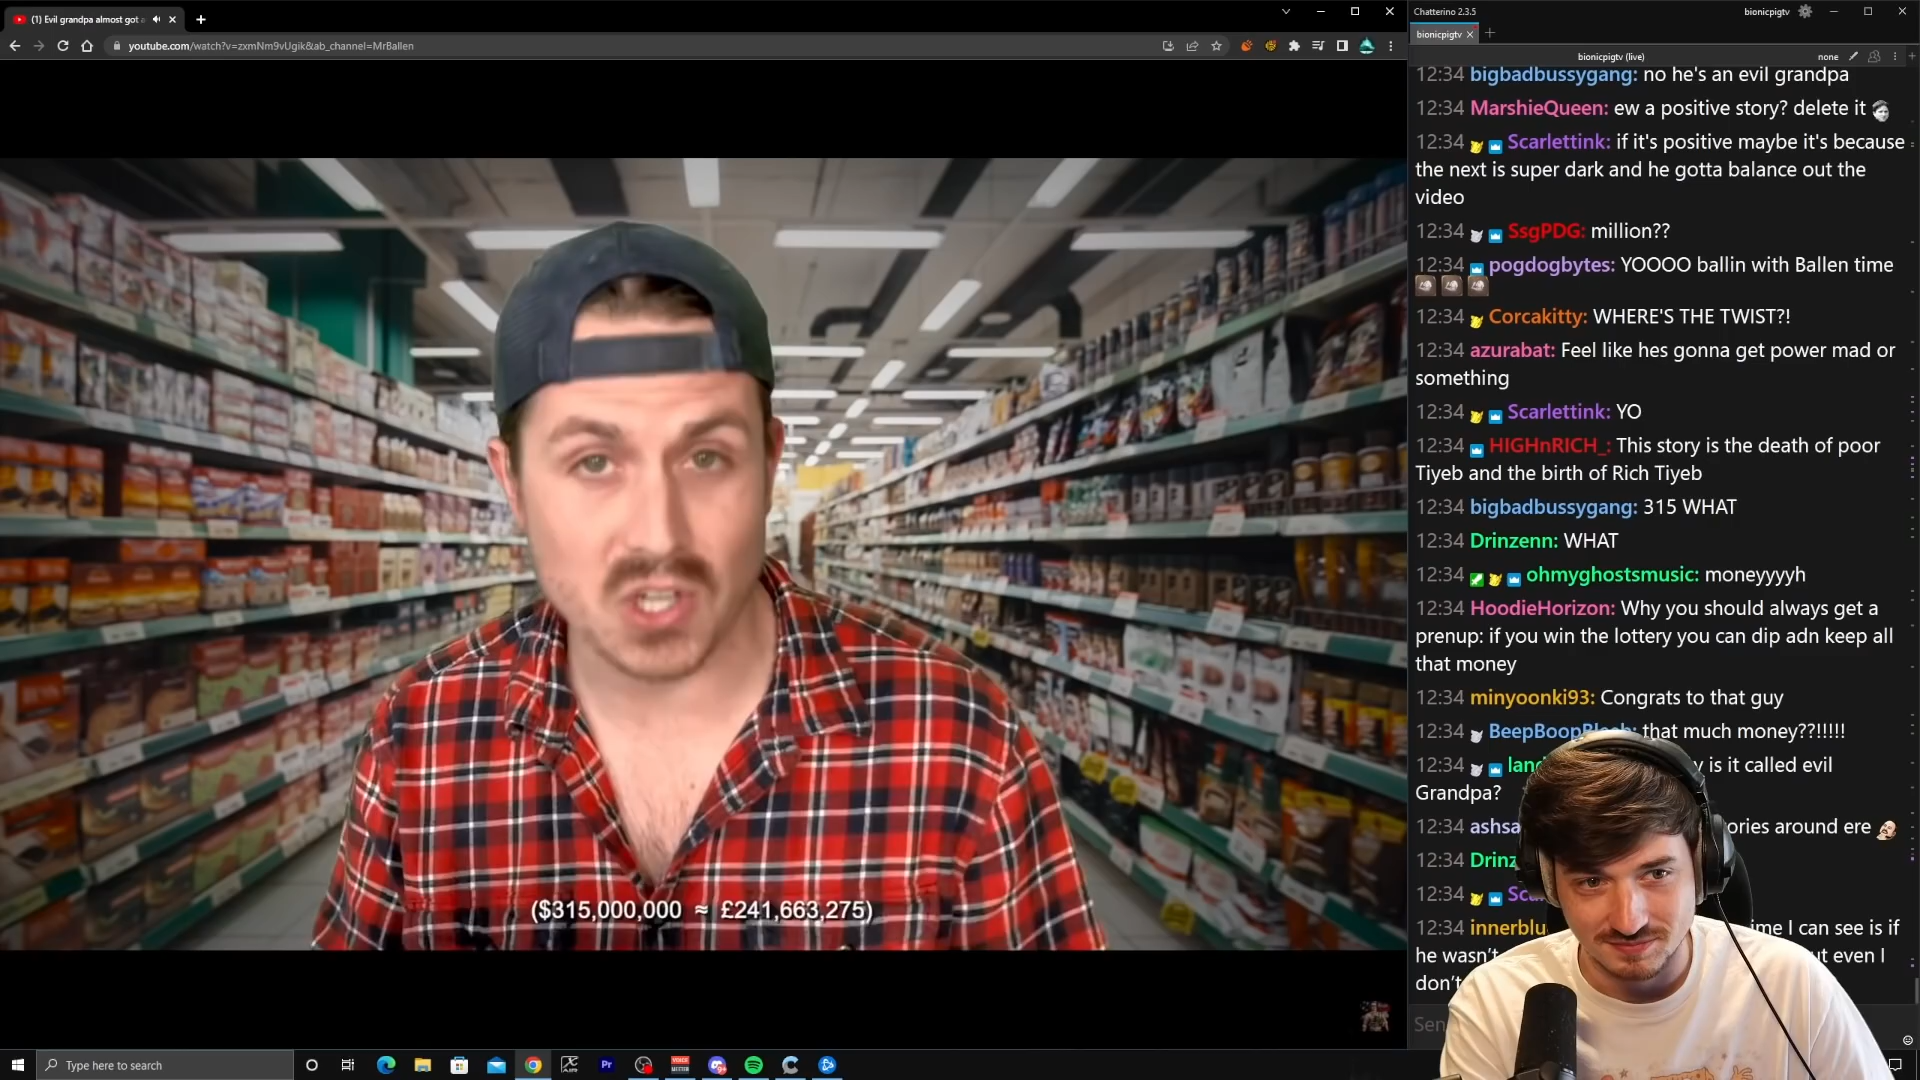 (1) Evil grandpa almost got a
youtube.com/watch?v=zxmNm9vUgik&ab_channel=MrBallen
($315,000,000 ≈ £241,663,275)
Type here to search
Chatterino 2.3.5
bionicpigtv
bionicpigtv
bionicpigtv (live)
none
12:34 bigbadbussygang: no he's an evil grandpa
12:34 MarshieQueen: ew a positive story? delete it
12:34 Scarlettink: if it's positive maybe it's because
the next is super dark and he gotta balance out the
video
12:34 SsgPDG: million??
12:34 pogdogbytes: YOOOO ballin with Ballen time
12:34 Corcakitty: WHERE'S THE TWIST?!
12:34 azurabat: Feel like hes gonna get power mad or
something
12:34 Scarlettink: YO
12:34 HIGHnRICH_: This story is the death of poor
Tiyeb and the birth of Rich Tiyeb
12:34 bigbadbussygang: 315 WHAT
12:34 Drinzenn: WHAT
12:34 ohmyghostsmusic: moneyyyyh
12:34 HoodieHorizon: Why you should always get a
prenup: if you win the lottery you can dip adn keep all
that money
12:34 minyoonki93: Congrats to that guy
12:34 that much money??!!!!!
12:34 is it called evil
Grandpa?
12:34 around ere
12:34
12:34
12:34 I can see is if
he wasn't even I
Pr